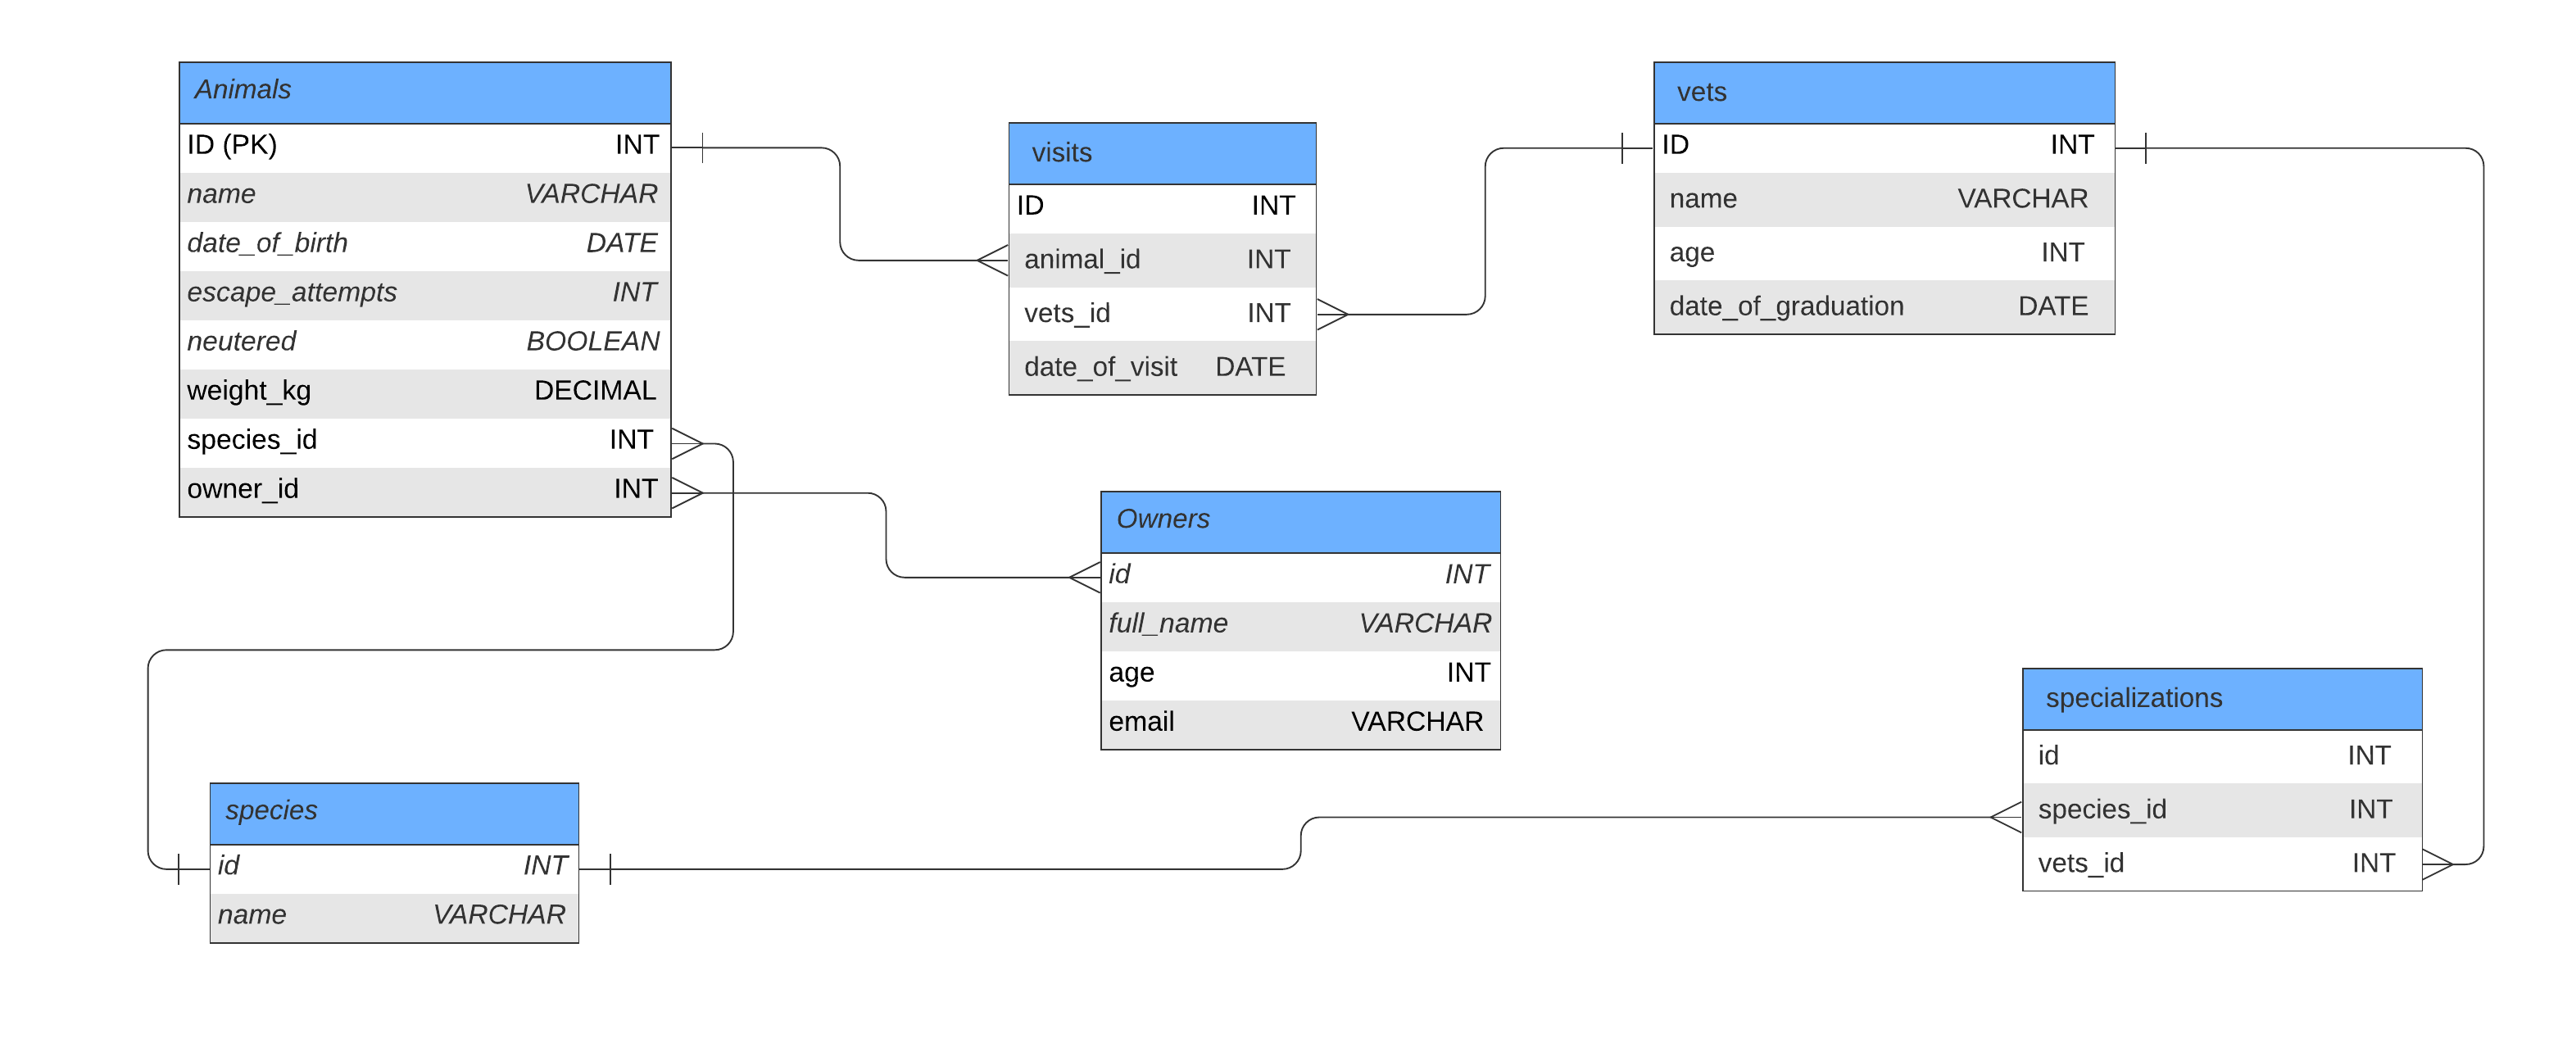 Animals
ID (PK) INT
name VARCHAR
date_of_birth DATE
escape_attempts INT
neutered BOOLEAN
weight_kg DECIMAL
species_id INT
owner_id INT
visits
ID INT
animal_id INT
vets_id INT
date_of_visit DATE
vets
ID INT
name VARCHAR
age INT
date_of_graduation DATE
Owners
id INT
full_name VARCHAR
age INT
email VARCHAR
species
id INT
name VARCHAR
specializations
id INT
species_id INT
vets_id INT